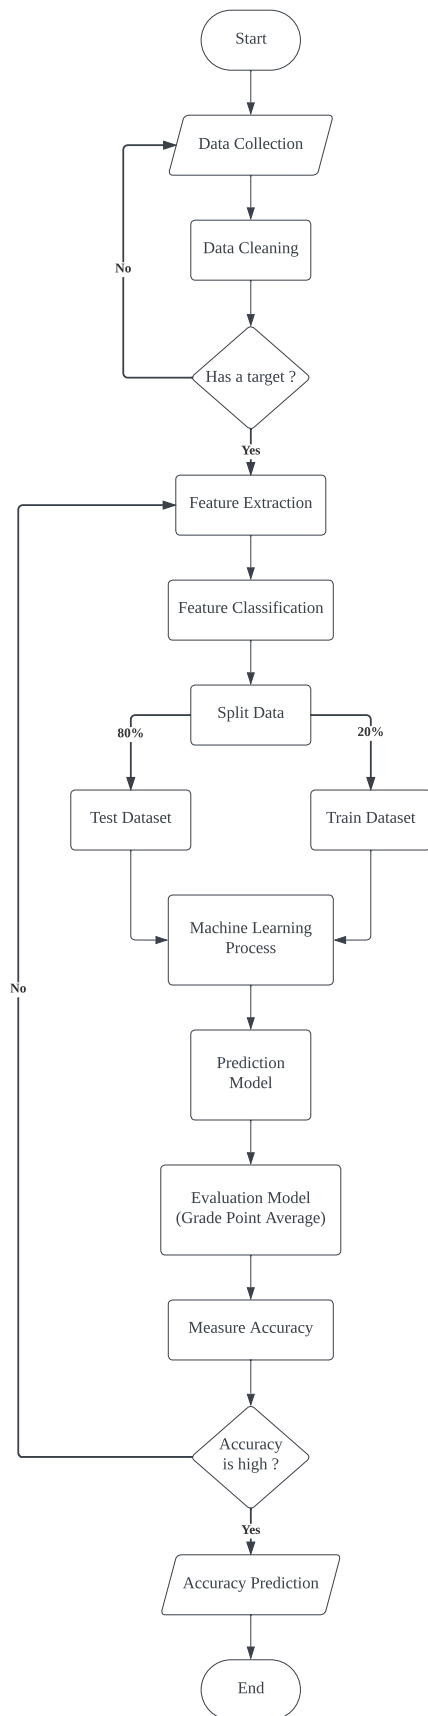 Start
Data Collection
Data Cleaning
No
Has a target ?
Yes
Feature Extraction
Feature Classification
Split Data
80%
20%
Test Dataset
Train Dataset
Machine Learning
Process
No
Prediction
Model
Evaluation Model
(Grade Point Average)
Measure Accuracy
Accuracy
is high ?
Yes
Accuracy Prediction
End